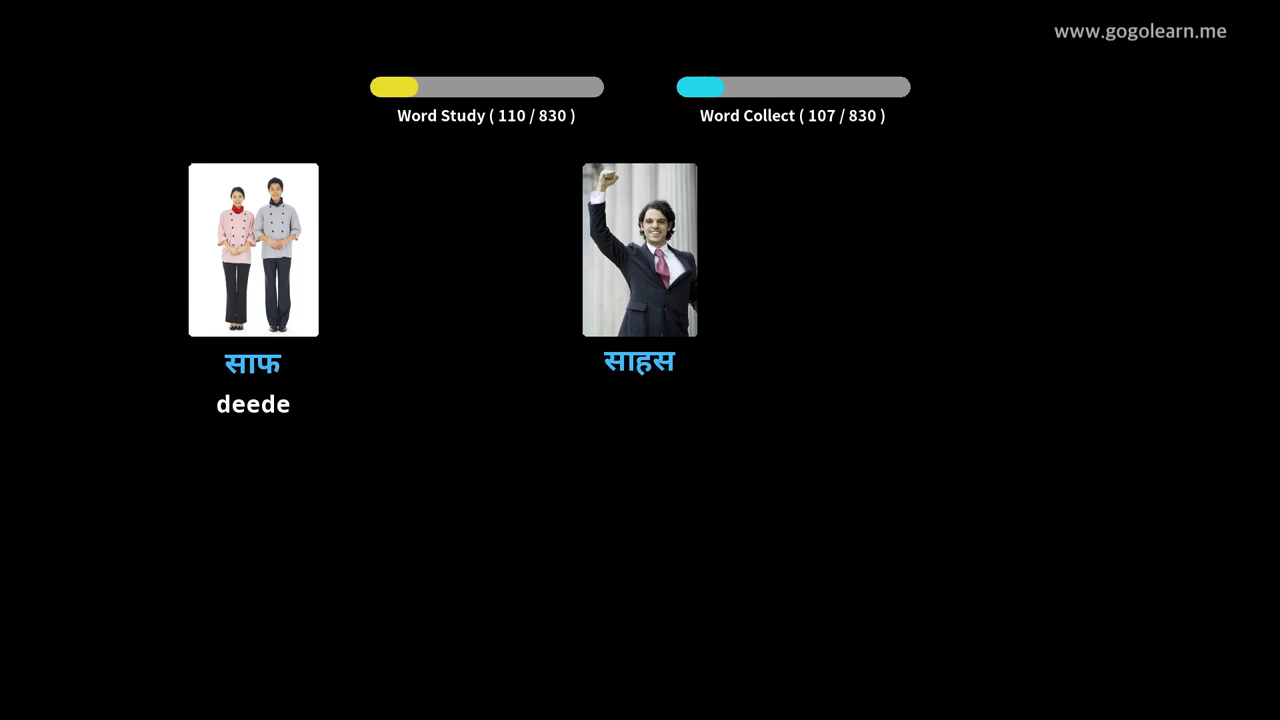 www.gogolearn.me
Word Study ( 110 / 830 )
Word Collect ( 107 / 830 )
साफ
साहस
deede